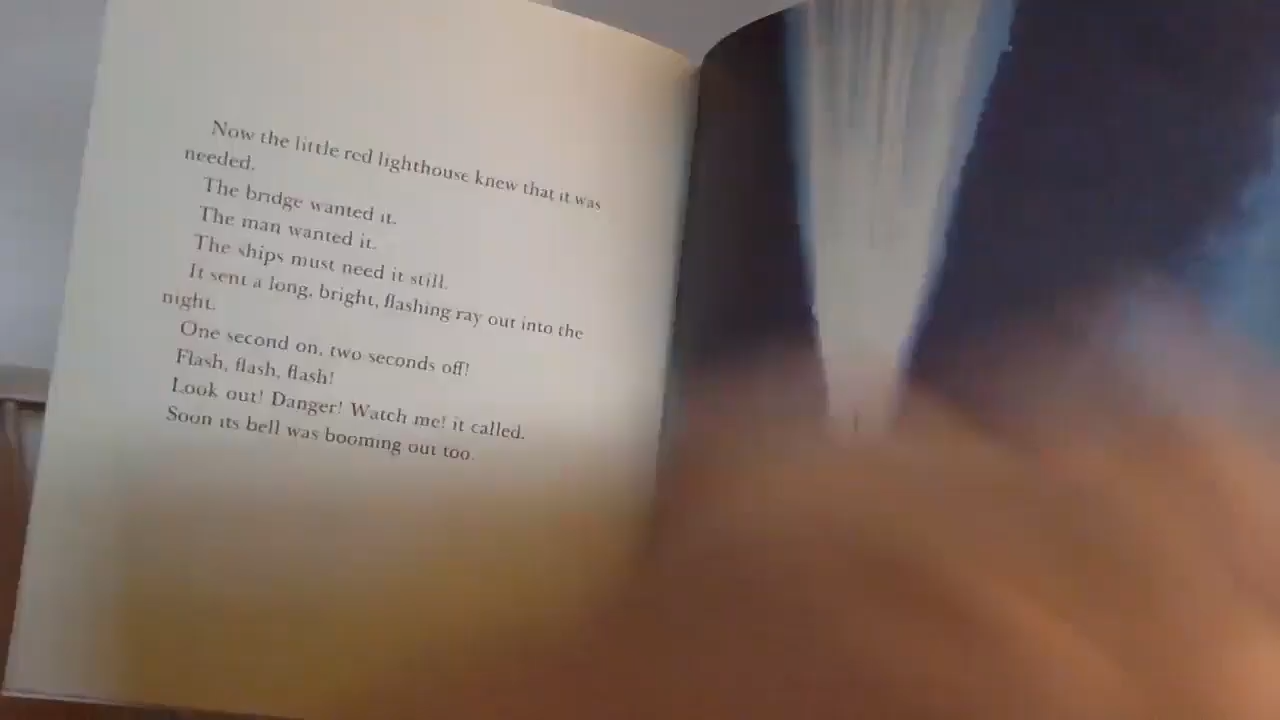 Now the little red lighthouse knew that it was
needed.
The bridge wanted it.
The man wanted it.
The ships must need it still.
It sent a long, bright, flashing ray out into the
night.
One second on, two seconds off!
Flash, flash, flash!
Look out! Danger! Watch me! it called.
Soon its bell was booming out too.